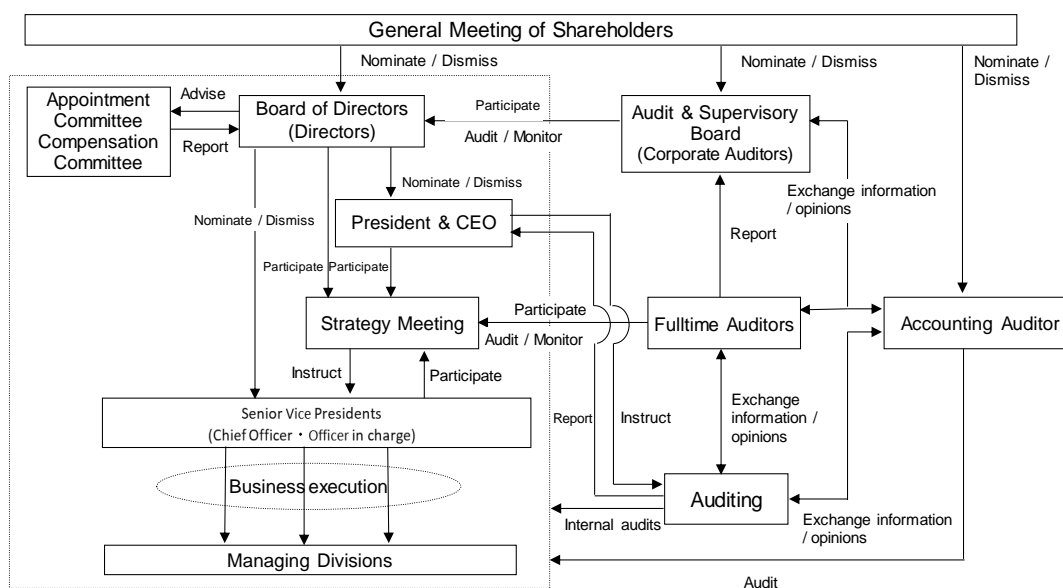 General Meeting of Shareholders
Nominate / Dismiss
Nominate / Dismiss
Nominate /
Dismiss
Appointment
Committee
Compensation
Committee
Advise
Report
Board of Directors
(Directors)
Participate
Audit / Monitor
Audit & Supervisory
Board
(Corporate Auditors)
Nominate / Dismiss
Exchange information
/ opinions
Nominate / Dismiss
President & CEO
Report
Participate
Participate
Strategy Meeting
Participate
Audit / Monitor
Fulltime Auditors
Accounting Auditor
Instruct
Participate
Senior Vice Presidents
(Chief Officer・Officer in charge)
Report
Instruct
Exchange
information /
opinions
Business execution
Auditing
Internal audits
Exchange information
/ opinions
Managing Divisions
Audit